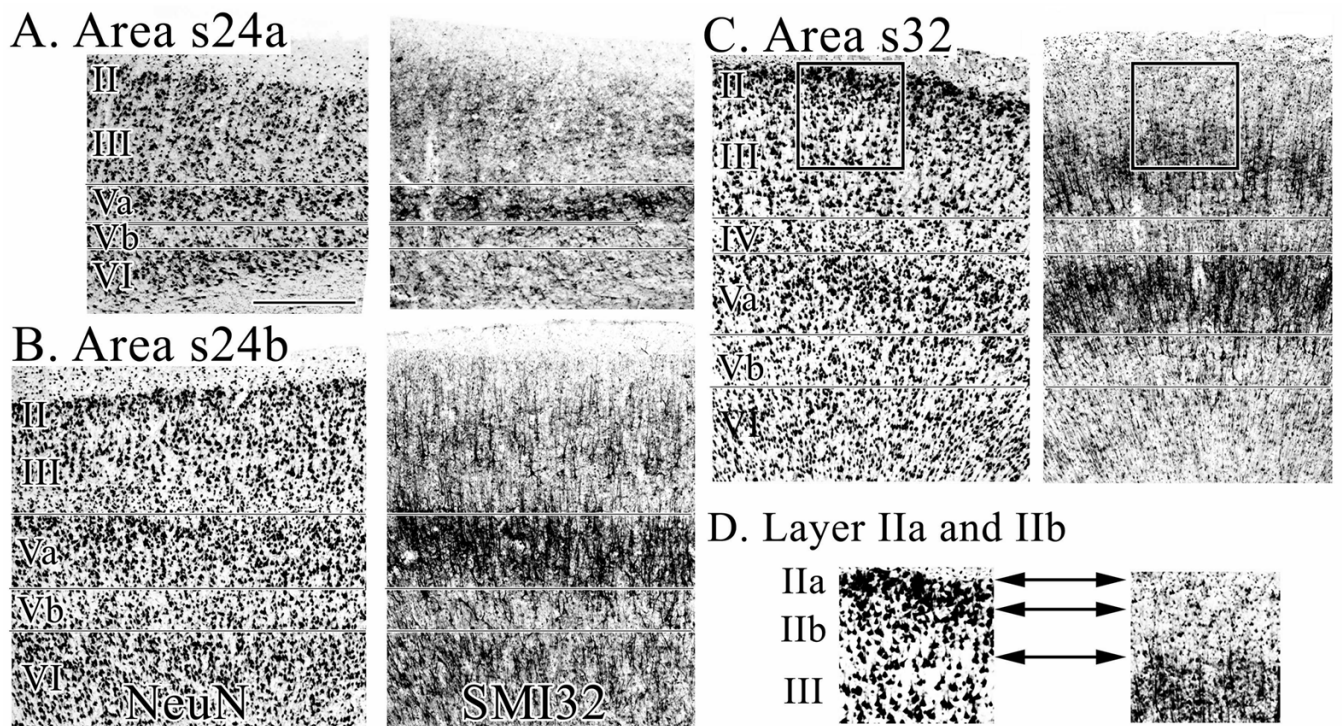 A. Area s24a
II
III
Va
Vb
VI
B. Area s24b
II
III
Va
Vb
VI
NeuN
SMI32
C. Area s32
II
III
IV
Va
Vb
VI
D. Layer IIa and IIb
IIa
IIb
III